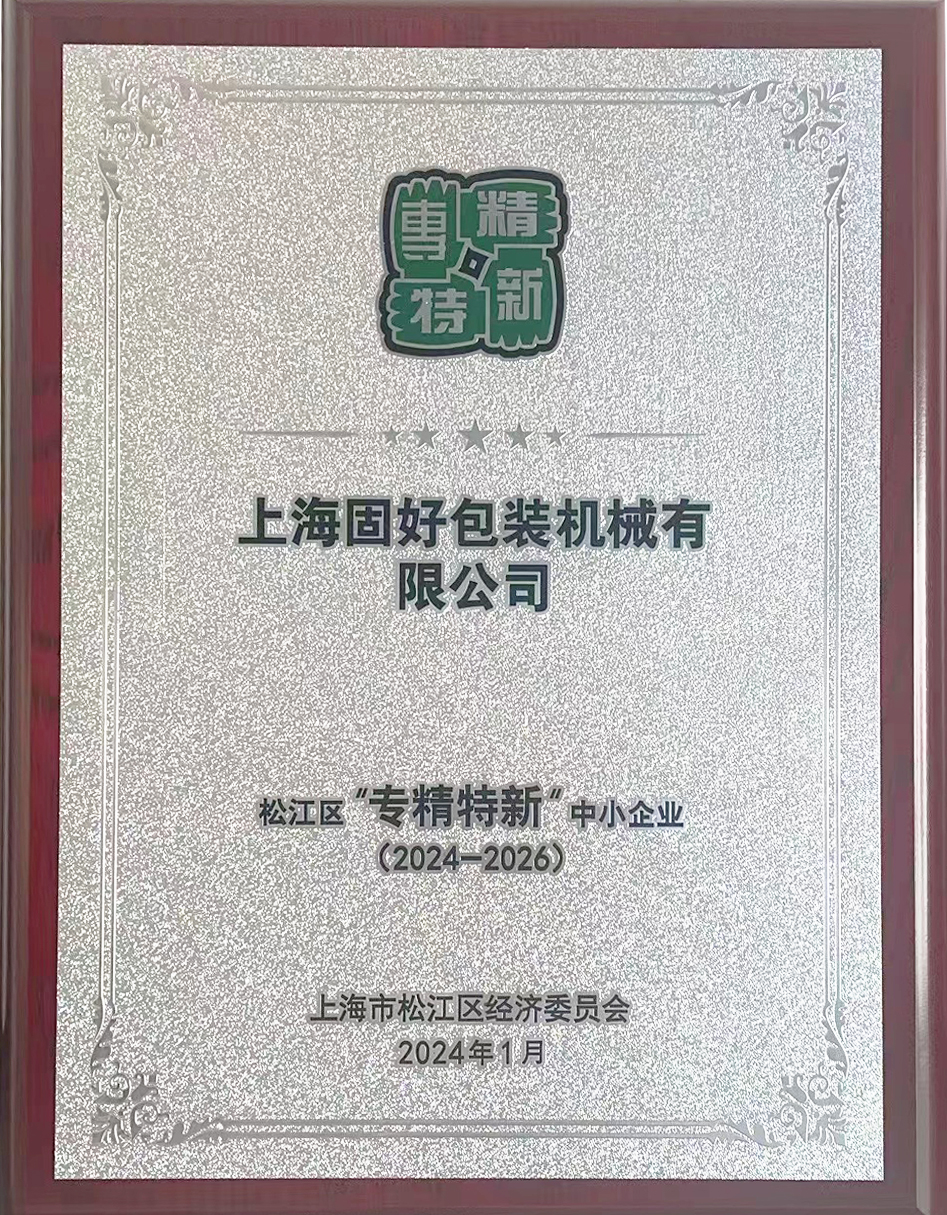 專精
特新
上海固好包装机械有
限公司
松江区“专精特新“中小企业
（2024—2026）
上海市松江区经济委员会
2024年1月